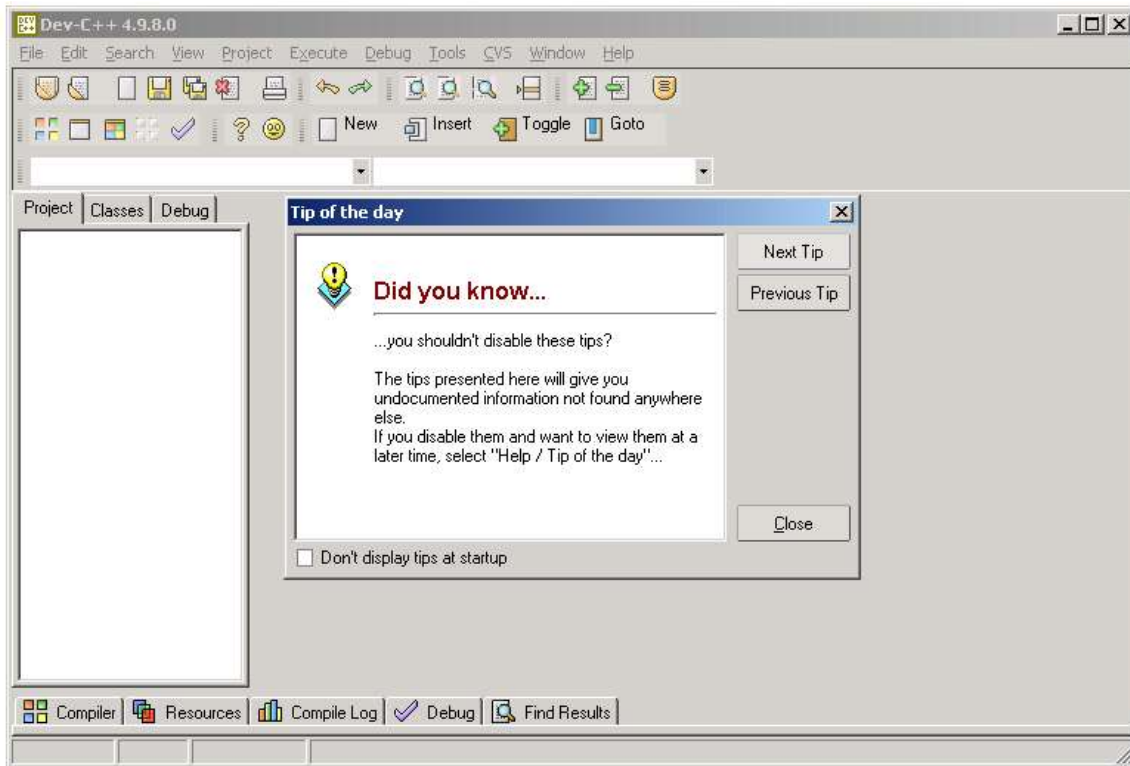 Dev-C++ 4.9.8.0
File Edit Search View Project Execute Debug Tools CVS Window Help
New Insert Toggle Goto
Project Classes Debug
Tip of the day
Next Tip
Previous Tip
Did you know...
...you shouldn't disable these tips?
The tips presented here will give you
undocumented information not found anywhere
else.
If you disable them and want to view them at a
later time, select "Help / Tip of the day"...
Close
Don't display tips at startup
Compiler Resources Compile Log Debug Find Results